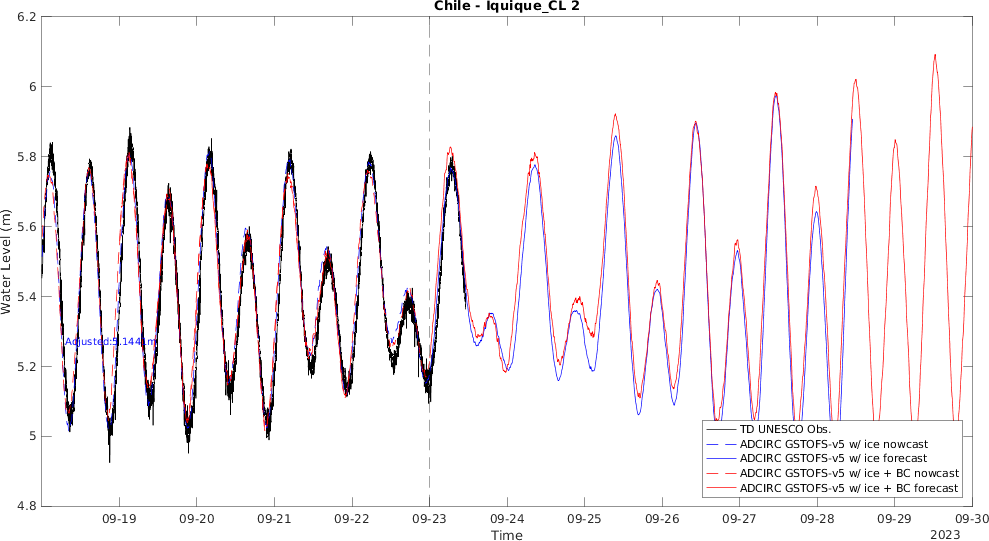 Chile - Iquique_CL 2
Water Level (m)
6.2
6
5.8
5.6
5.4
5.2
5
4.8
Adjusted:5.1441m
TD UNESCO Obs.
ADCIRC GSTOFS-v5 w/ ice nowcast
ADCIRC GSTOFS-v5 w/ ice forecast
ADCIRC GSTOFS-v5 w/ ice + BC nowcast
ADCIRC GSTOFS-v5 w/ ice + BC forecast
09-19 09-20 09-21 09-22 09-23 09-24 09-25 09-26 09-27 09-28 09-29 09-30
Time
2023